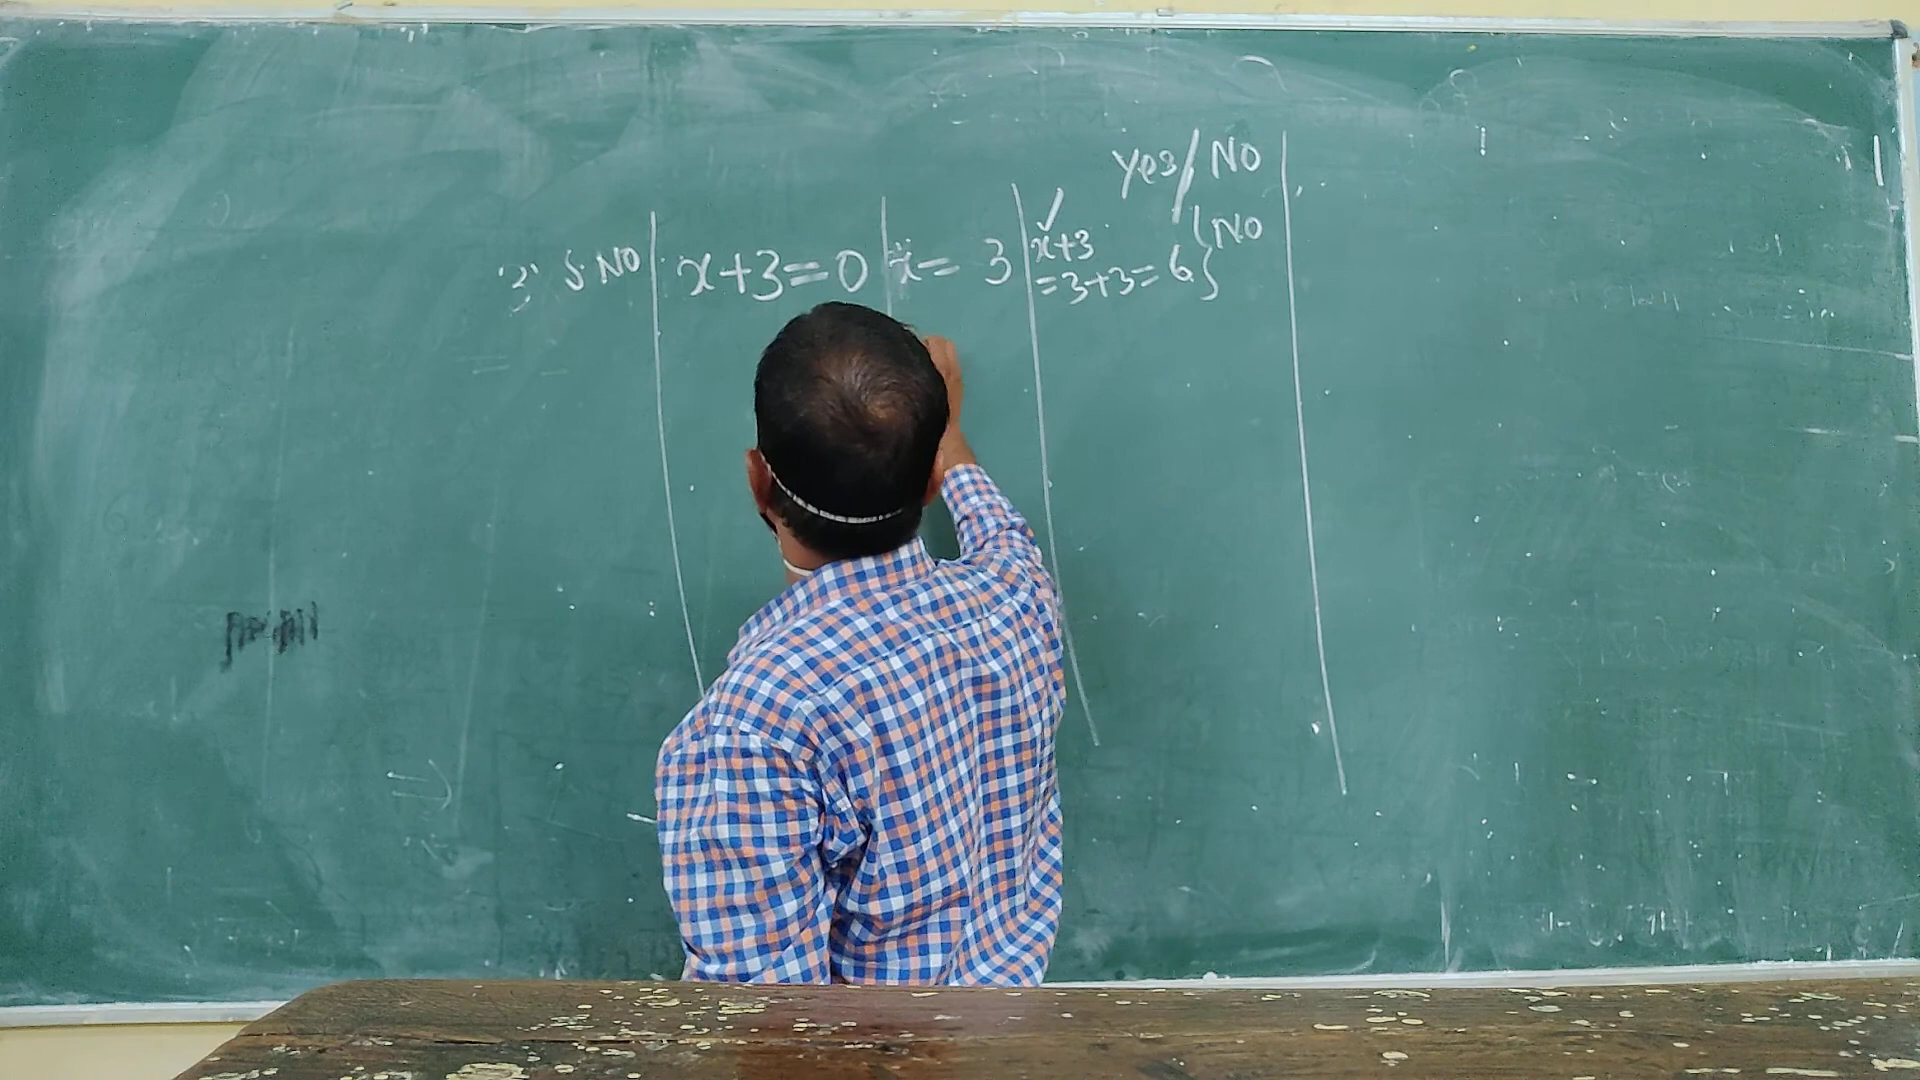 Yes/ No
S.NO x+3=0 x= 3 x+3 (NO
=3+3=6}